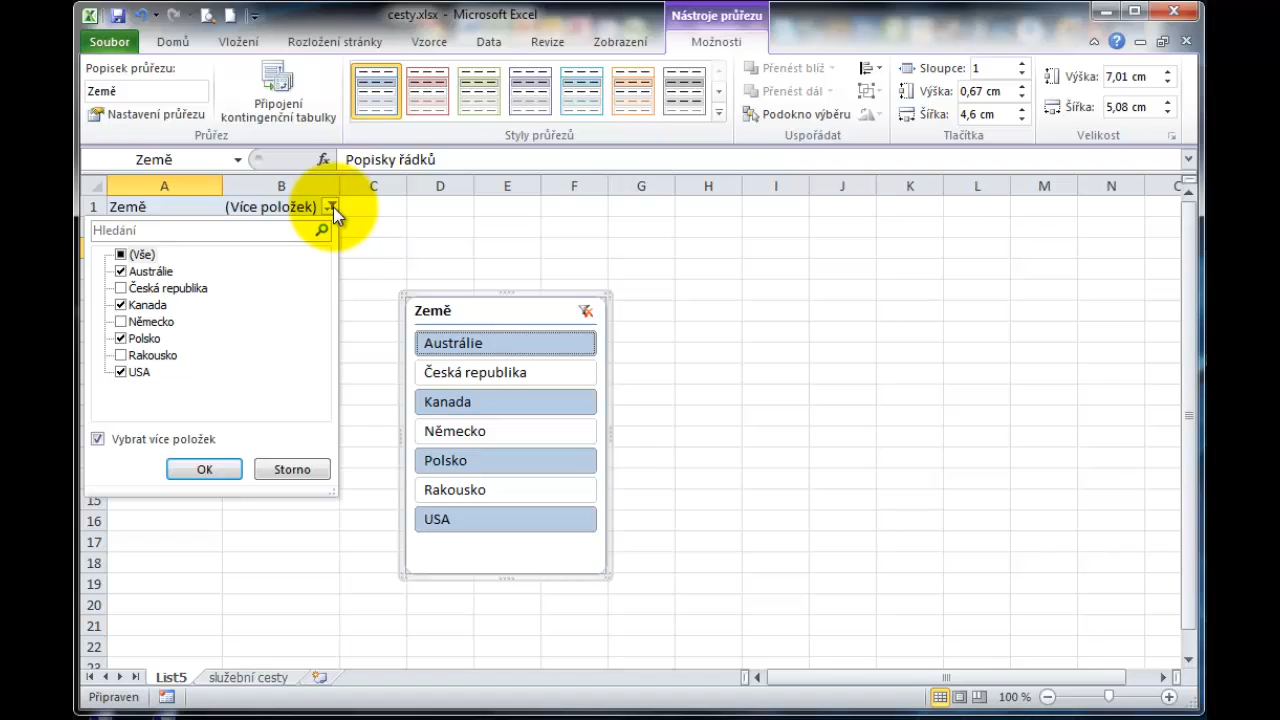 cesty.xlsx - Microsoft Excel
Nástroje průřezu
Soubor Domů Vložení Rozložení stránky Vzorce Data Revize Zobrazení Možnosti
Popisek průřezu:
Země
Nastavení průřezu
Připojení
kontingenční tabulky
Průřez
Styly průřezů
Přenést blíž
Přenést dál
Podokno výběru
Uspořádat
Sloupce: 1
Výška: 0,67 cm
Šířka: 4,6 cm
Tlačítka
Výška: 7,01 cm
Šířka: 5,08 cm
Velikost
Země fx Popisky řádků
A B C D E F G H I J K L M N
1 Země (Více položek)
Hledání
(Vše)
Austrálie
Česká republika
Kanada
Německo
Polsko
Rakousko
USA
Vybrat více položek
OK Storno
Země
Austrálie
Česká republika
Kanada
Německo
Polsko
Rakousko
USA
15
16
17
18
19
20
21
22
23
List5 služební cesty
Připraven 100 %